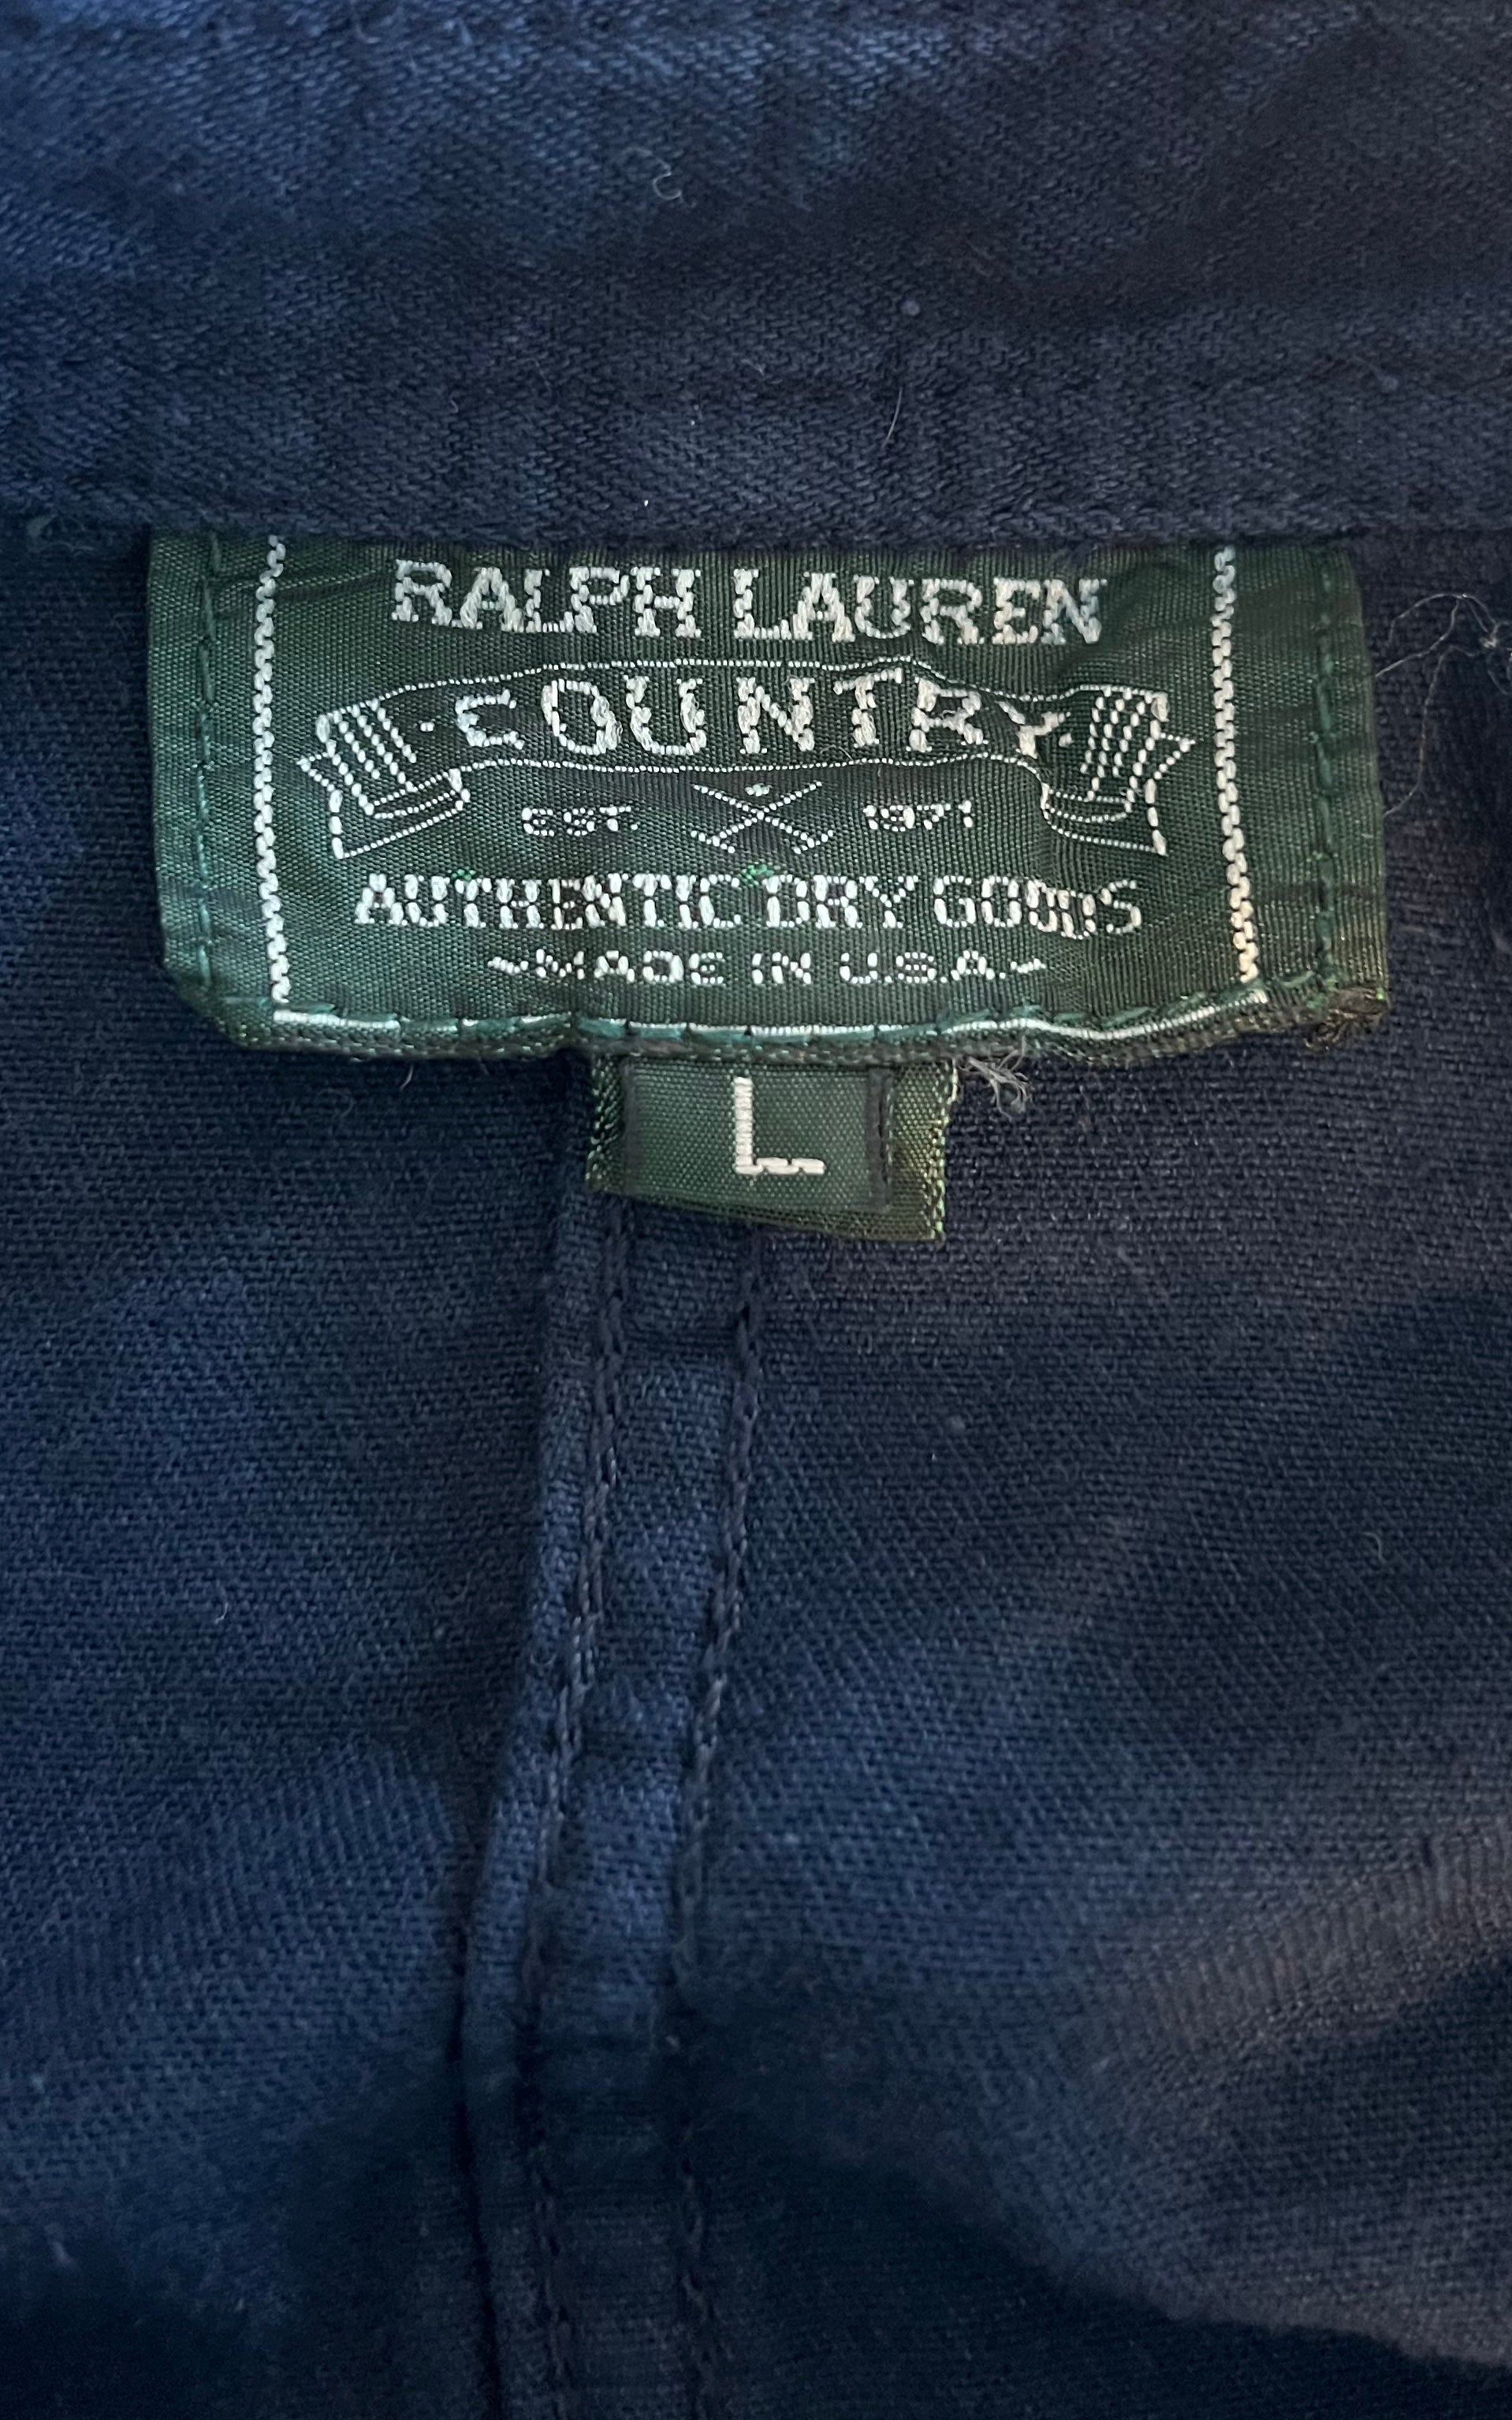 RALPH LAUREN
·COUNTRY·
EST. 1971
AUTHENTIC DRY GOODS
~MADE IN U.S.A.~
L